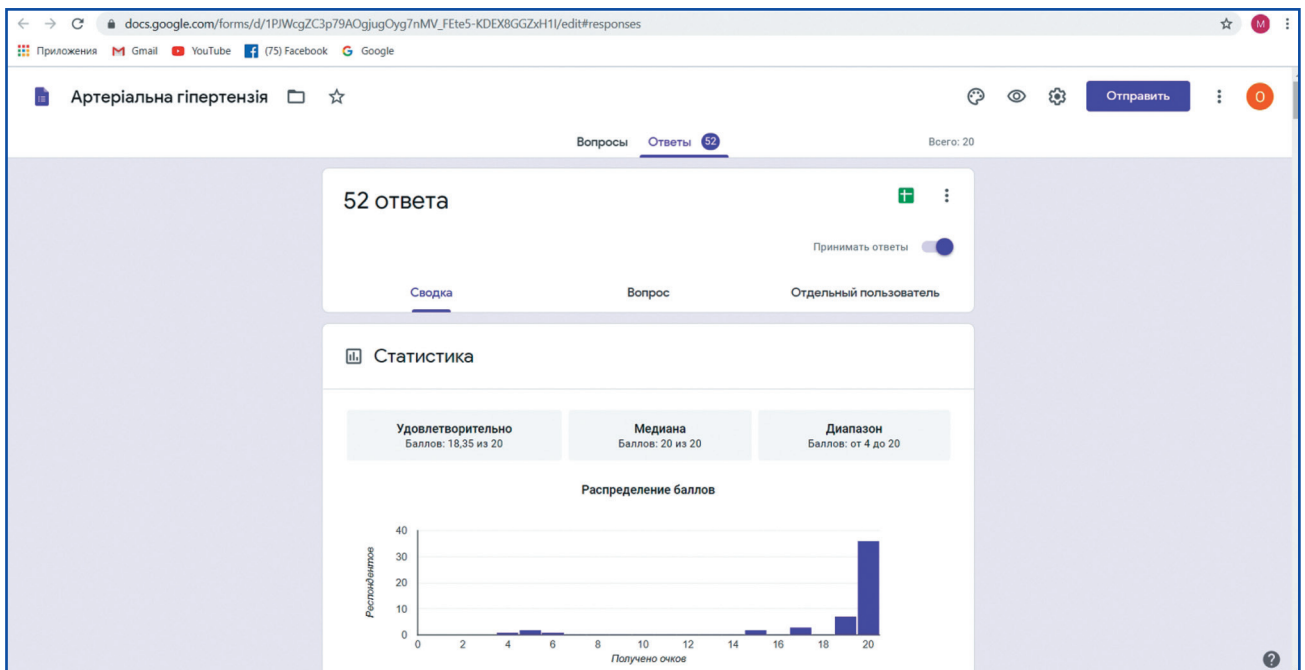 docs.google.com/forms/d/1PJWcgZC3p79AOgjugOyg7nMV_FEte5-KDEX8GGZxH1I/edit#responses
М
Приложения Gmail YouTube (75) Facebook Google
Артеріальна гіпертензія Отправить О
Вопросы Ответы 52 Всего: 20
52 ответа
Принимать ответы
Сводка Вопрос Отдельный пользователь
Статистика
Удовлетворительно Медиана Диапазон
Баллов: 18,35 из 20 Баллов: 20 из 20 Баллов: от 4 до 20
Распределение баллов
Респондентов
40
30
20
10
0
0 2 4 6 8 10 12 14 16 18 20
Получено очков